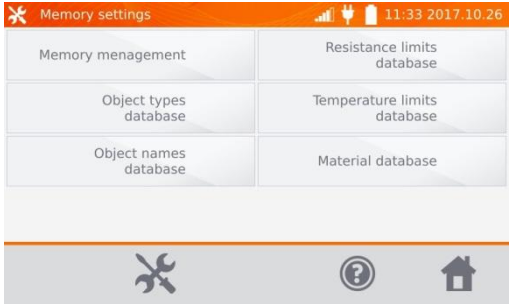 Memory settings
11:33 2017.10.26
Memory menagement
Resistance limits
database
Object types
database
Temperature limits
database
Object names
database
Material database